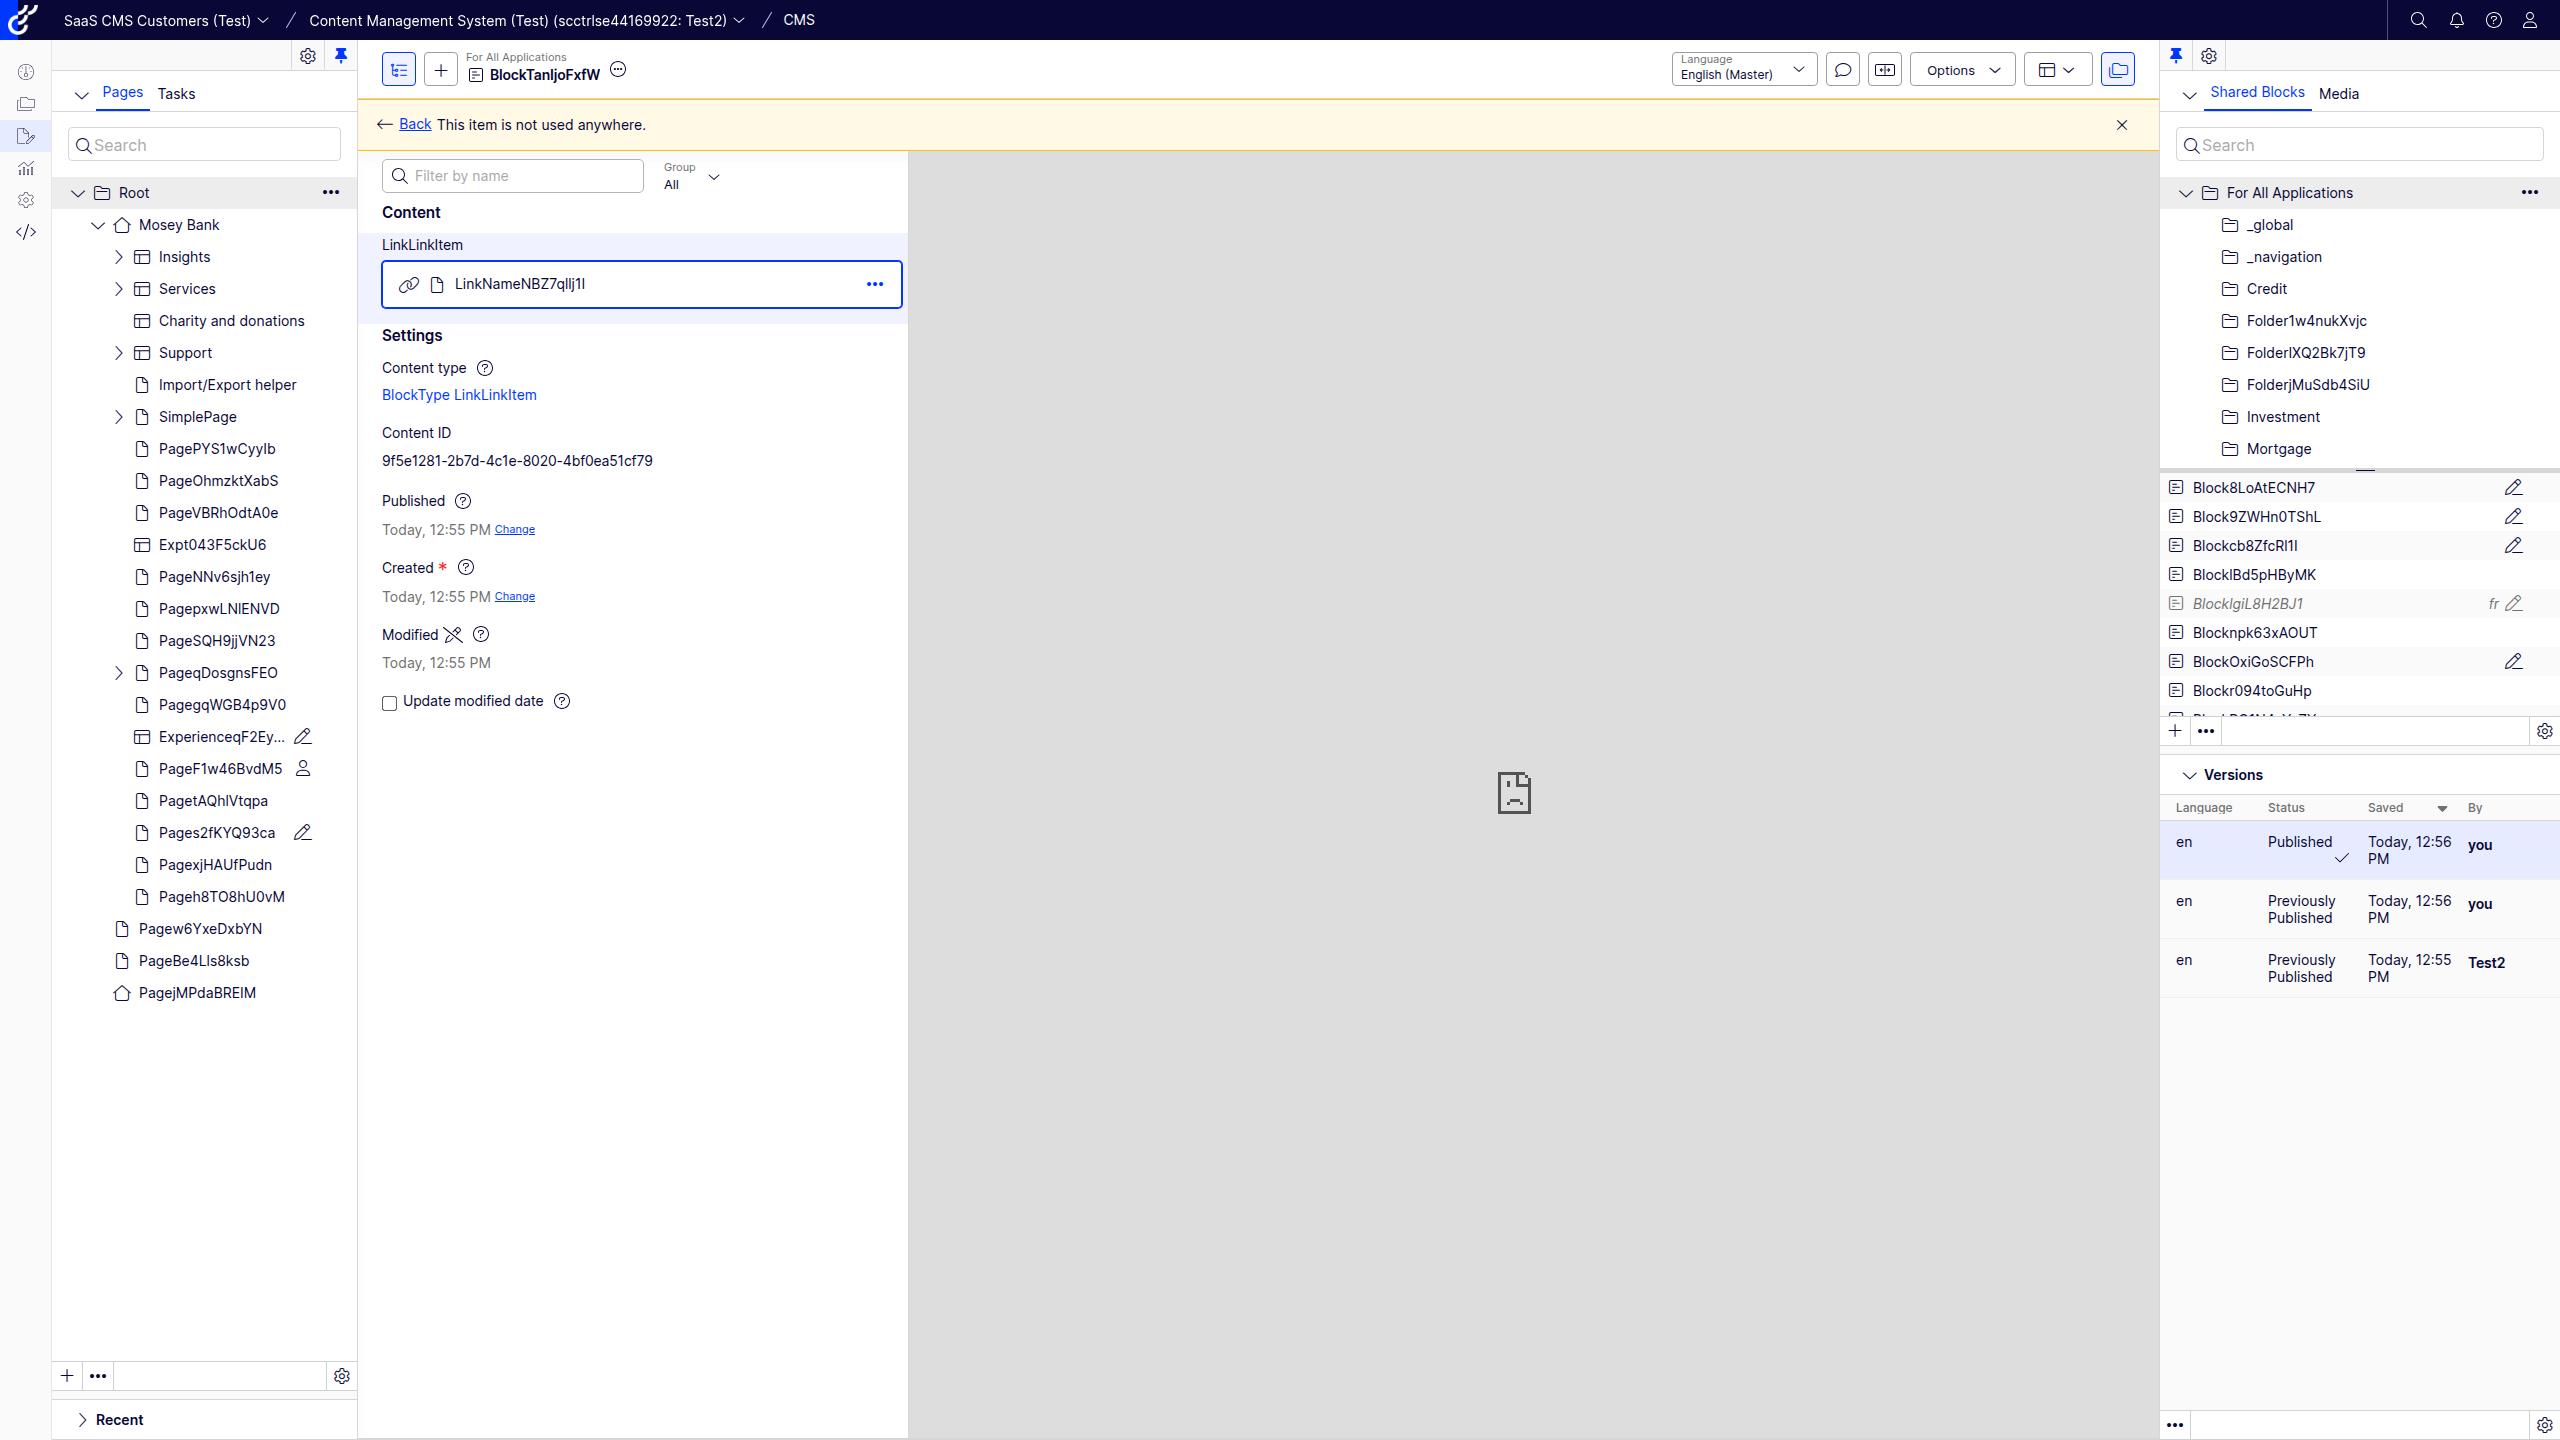 SaaS CMS Customers (Test)
Content Management System (Test) (scctrlse44169922: Test2)
CMS
Pages
Tasks
Search
Root
Mosey Bank
Insights
Services
Charity and donations
Support
Import/Export helper
SimplePage
PagePYS1wCyyIb
PageOhmzktXabS
PageVBRhOdtA0e
Expt043F5ckU6
PageNNv6sjh1ey
PagepxwLNIENVD
PageSQH9jjVN23
PageqDosgnsFEO
PagegqWGB4p9V0
ExperienceqF2Ey...
PageF1w46BvdM5
PagetAQhlVtqpa
Pages2fKYQ93ca
PagexjHAUfPudn
Pageh8TO8hU0vM
Pagew6YxeDxbYN
PageBe4Lls8ksb
PagejMPdaBREIM
Recent
For All Applications
BlockTanIjoFxfW
Language
English (Master)
Options
Back This item is not used anywhere.
Filter by name
Group
All
Content
LinkLinkItem
LinkNameNBZ7qllj1I
Settings
Content type
BlockType LinkLinkItem
Content ID
9f5e1281-2b7d-4c1e-8020-4bf0ea51cf79
Published
Today, 12:55 PM Change
Created *
Today, 12:55 PM Change
Modified
Today, 12:55 PM
Update modified date
Shared Blocks
Media
Search
For All Applications
_global
_navigation
Credit
Folder1w4nukXvjc
FolderIXQ2Bk7jT9
FolderjMuSdb4SiU
Investment
Mortgage
Block8LoAtECNH7
Block9ZWHn0TShL
Blockcb8ZfcRl1I
BlocklBd5pHByMK
BlocklgiL8H2BJ1 fr
Blocknpk63xAOUT
BlockOxiGoSCFPh
Blockr094toGuHp
Versions
Language Status Saved By
en Published Today, 12:56 PM you
en Previously Published Today, 12:56 PM you
en Previously Published Today, 12:55 PM Test2